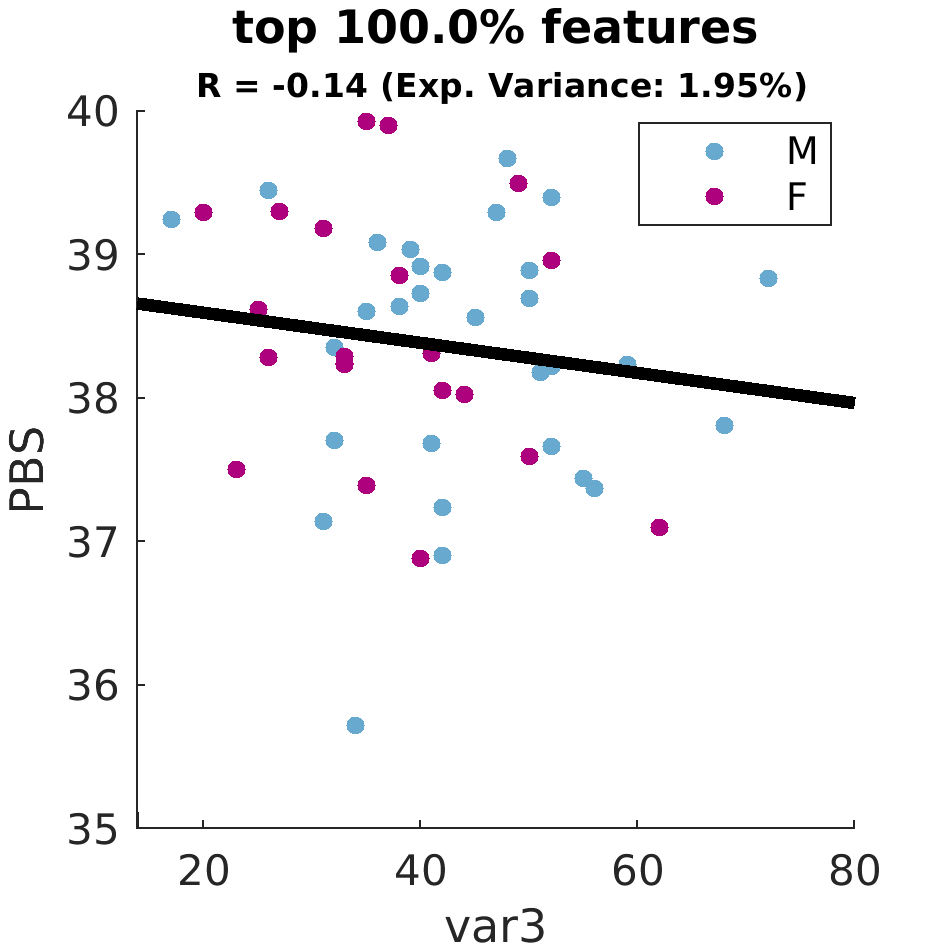 top 100.0% features
R = -0.14 (Exp. Variance: 1.95%)
M
F
40
39
38
37
36
35
PBS
20 40 60 80
var3